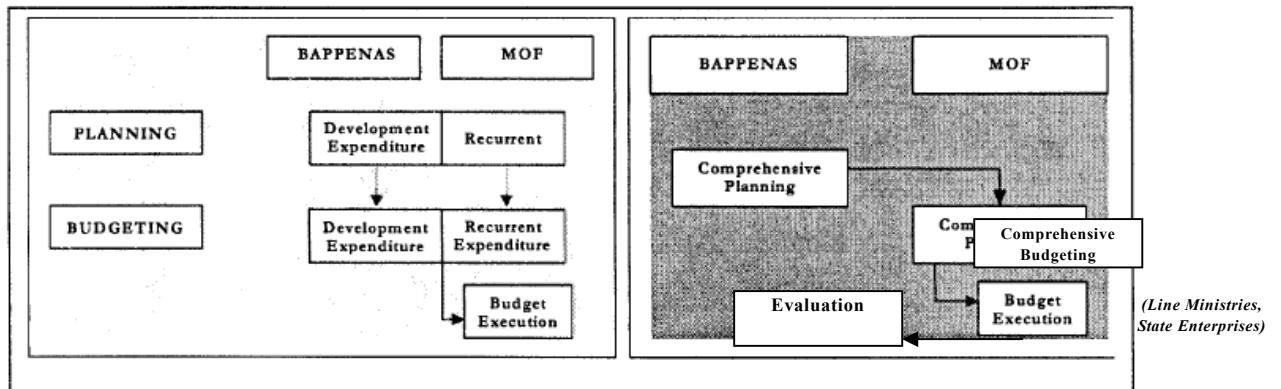 BAPPENAS
MOF
PLANNING
Development
Expenditure
Recurrent
BUDGETING
Development
Expenditure
Recurrent
Expenditure
Budget
Execution
BAPPENAS
MOF
Comprehensive
Planning
Com
P
Comprehensive
Budgeting
Evaluation
Budget
Execution
(Line Ministries,
State Enterprises)